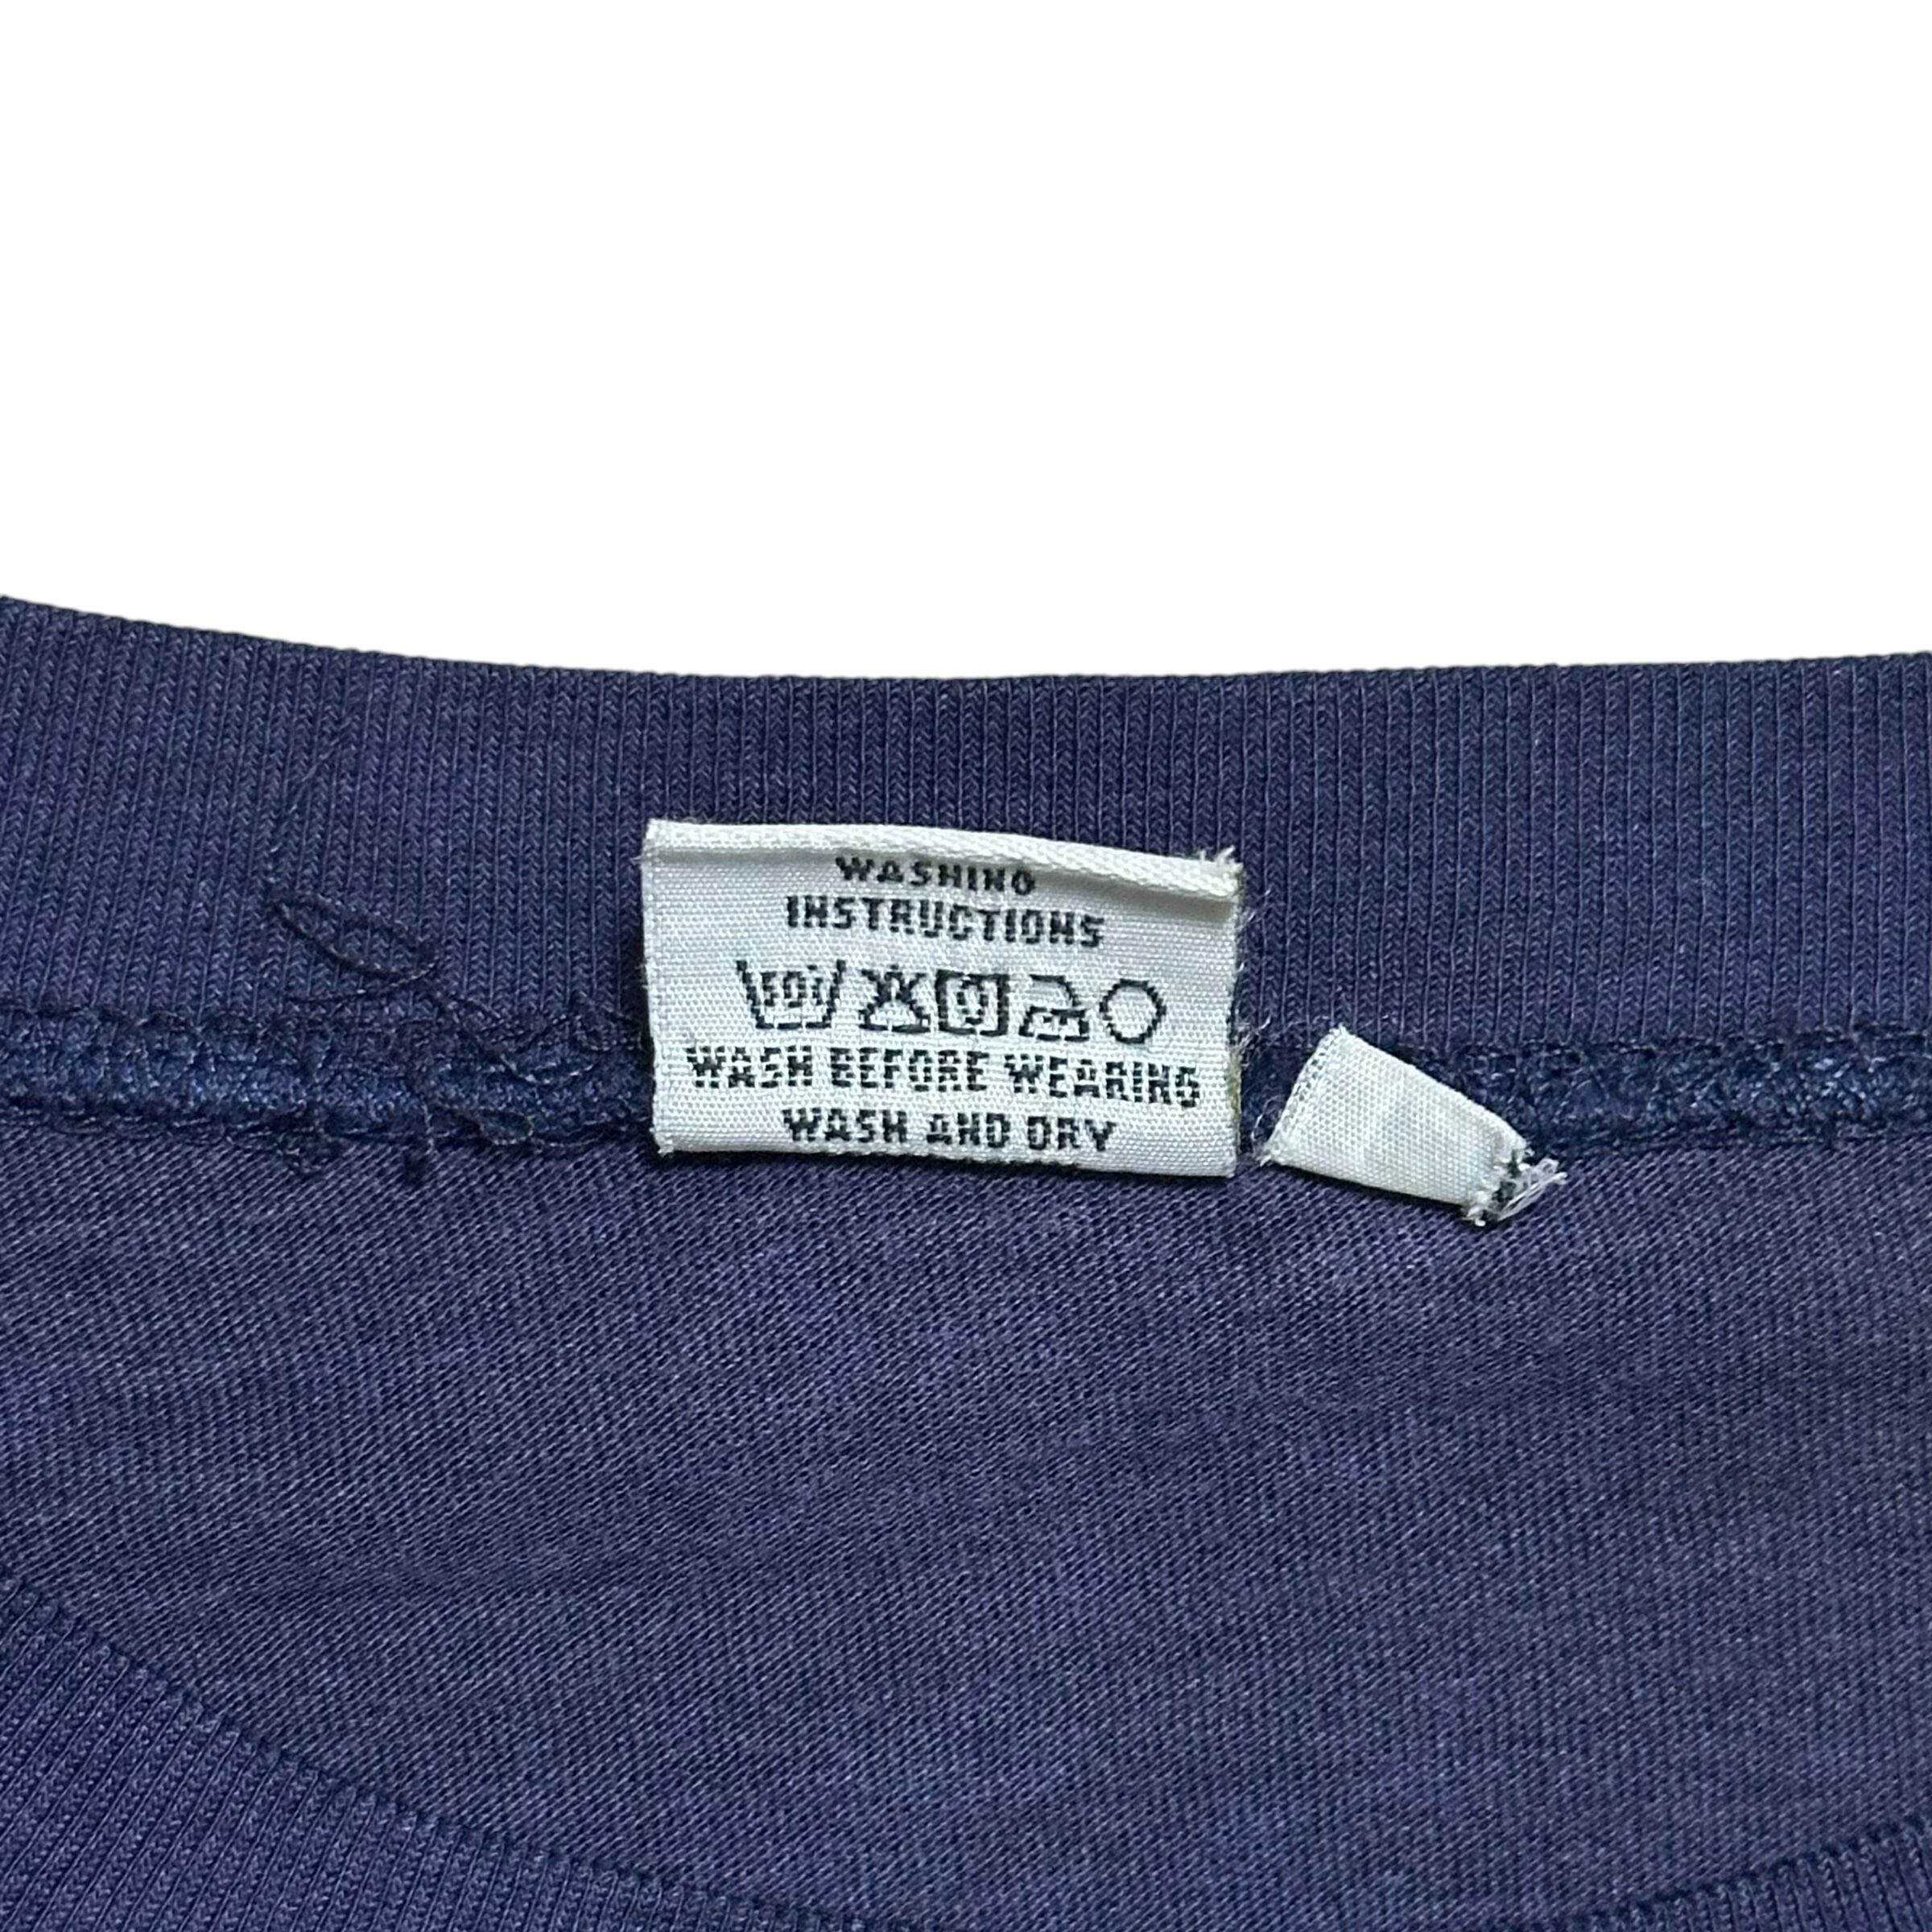 WASHING
INSTRUCTIONS
WASH BEFORE WEARING
WASH AND DRY